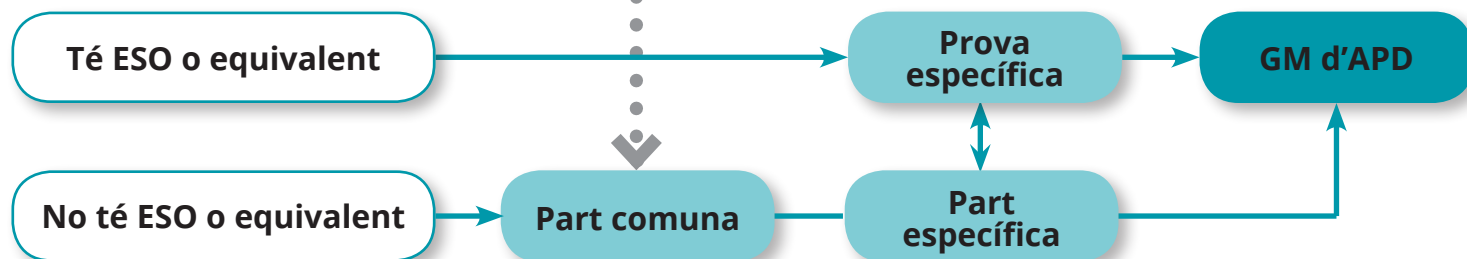 Té ESO o equivalent
Prova
específica
GM d'APD
No té ESO o equivalent
Part comuna
Part
específica